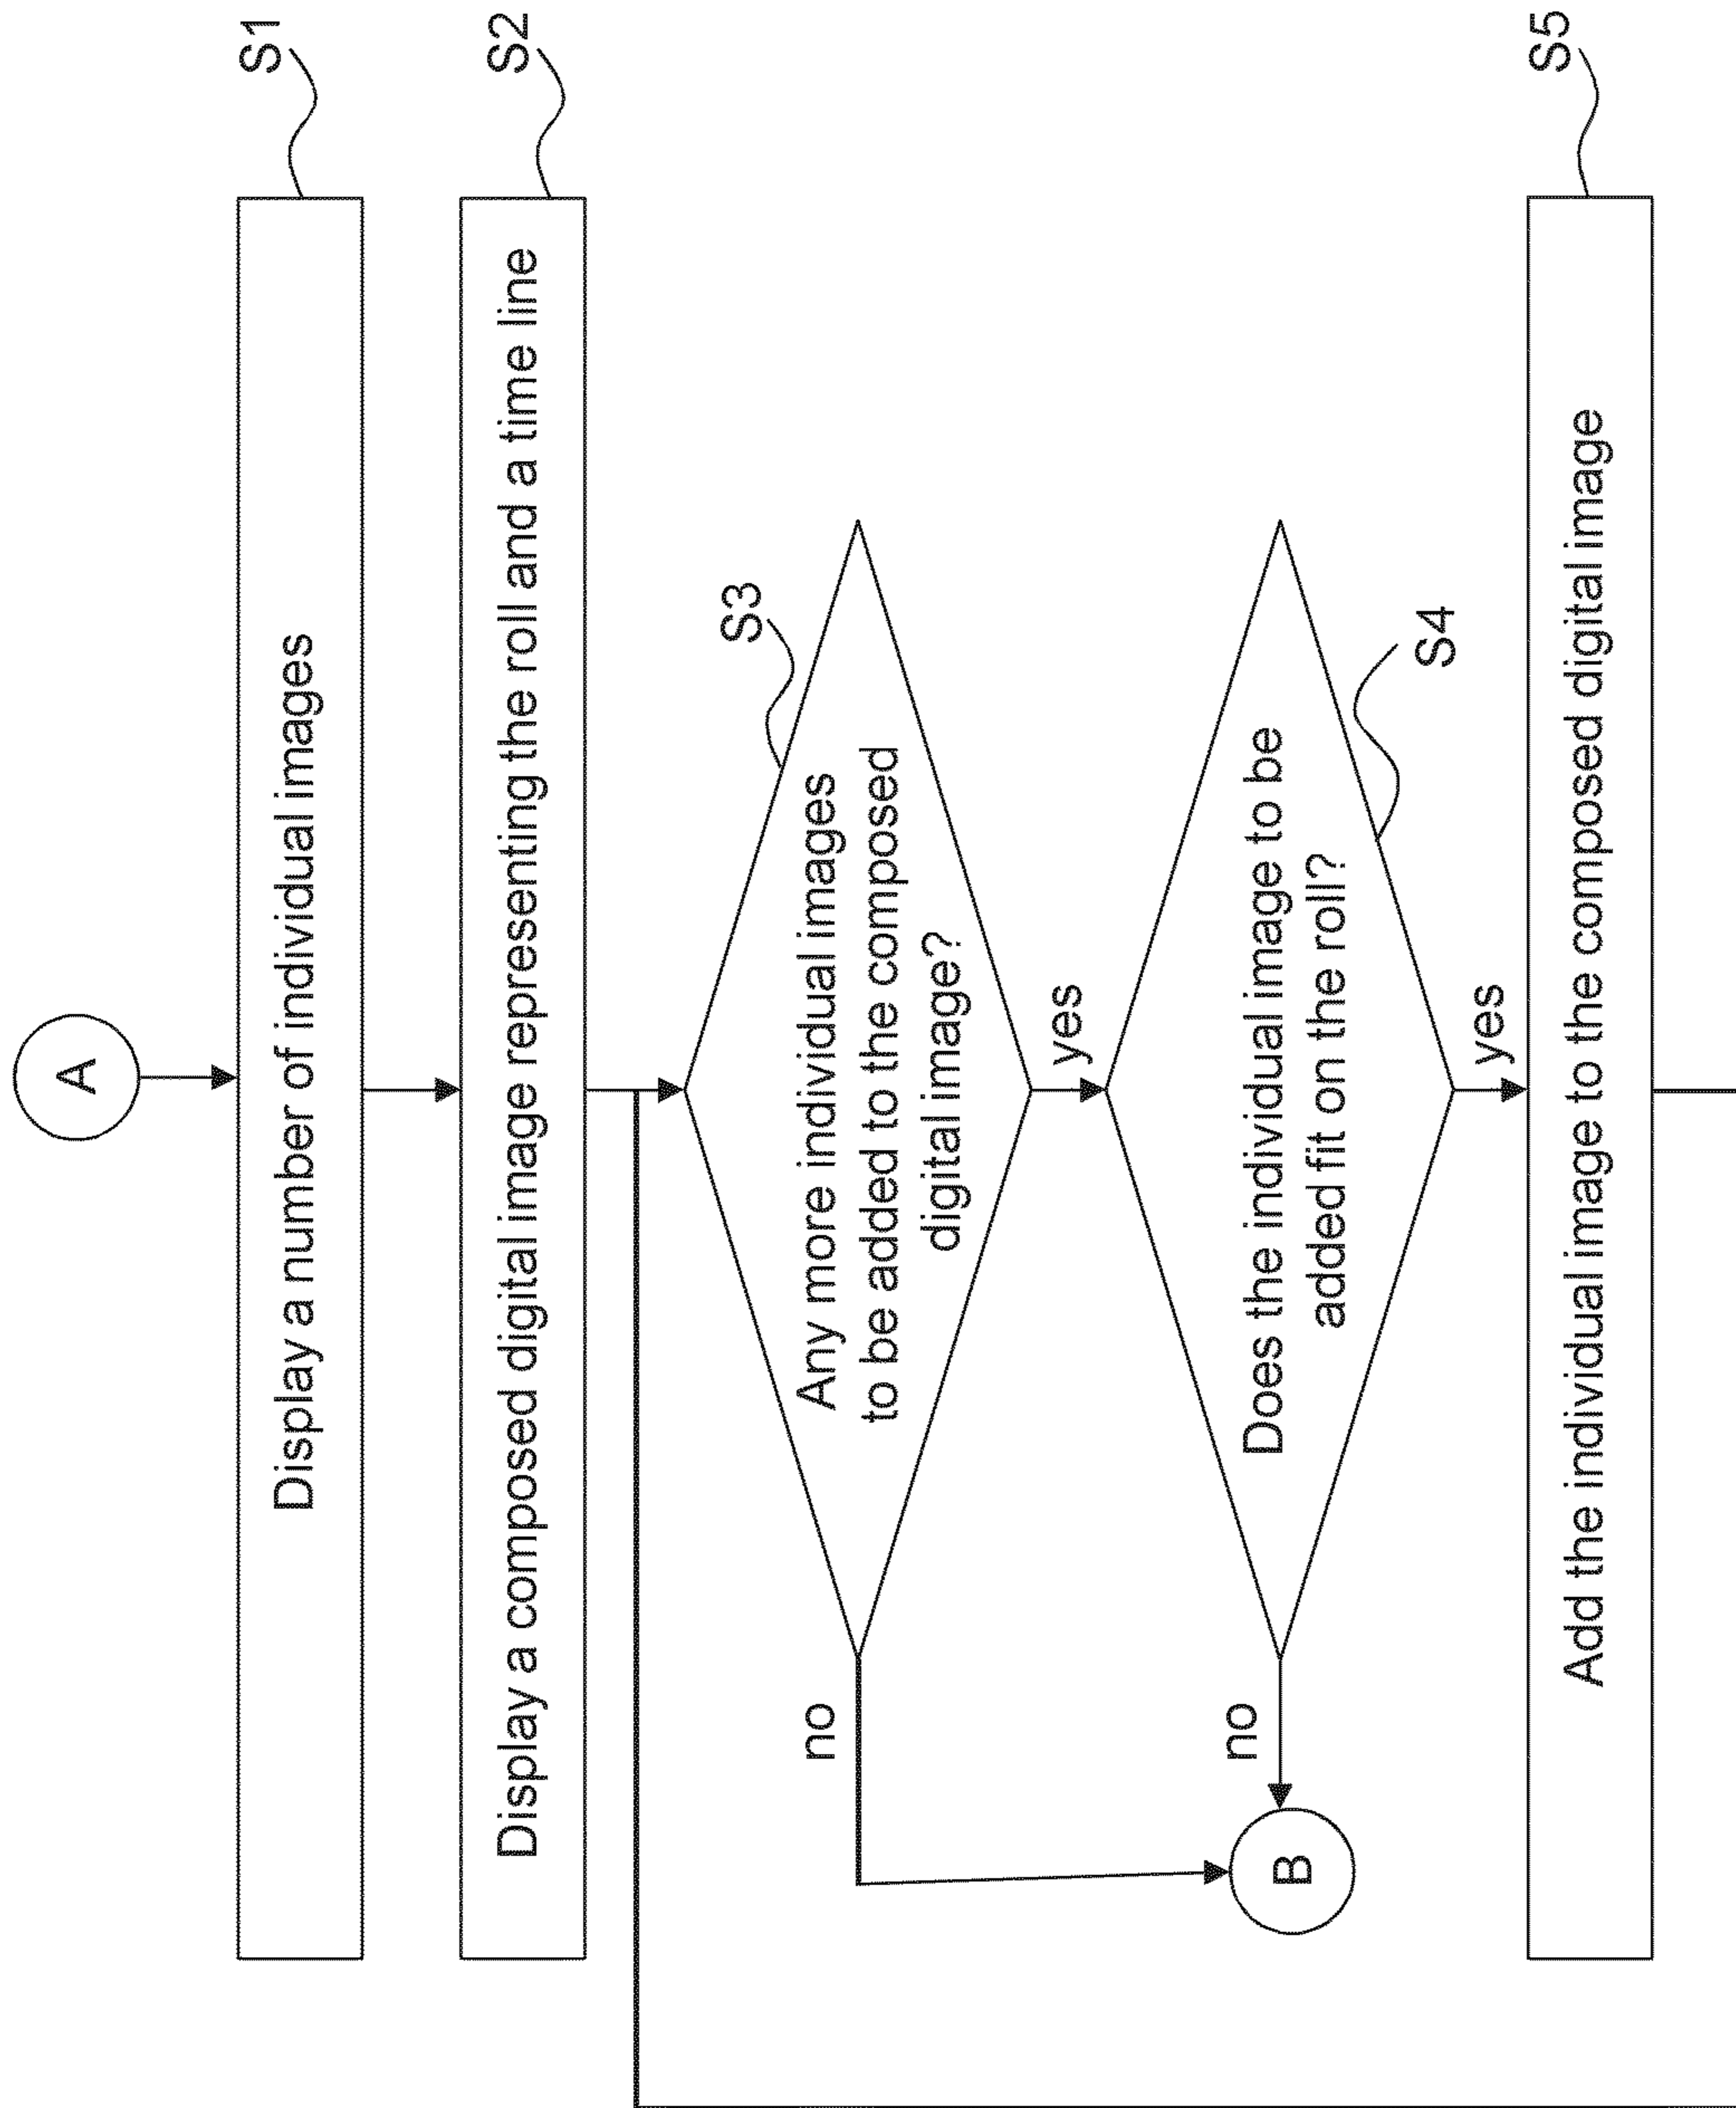 A
Display a number of individual images
S1
Display a composed digital image representing the roll and a time line
S2
Any more individual images
to be added to the composed
digital image?
S3
no
yes
Does the individual image to be
added fit on the roll?
S4
no
B
yes
Add the individual image to the composed digital image
S5